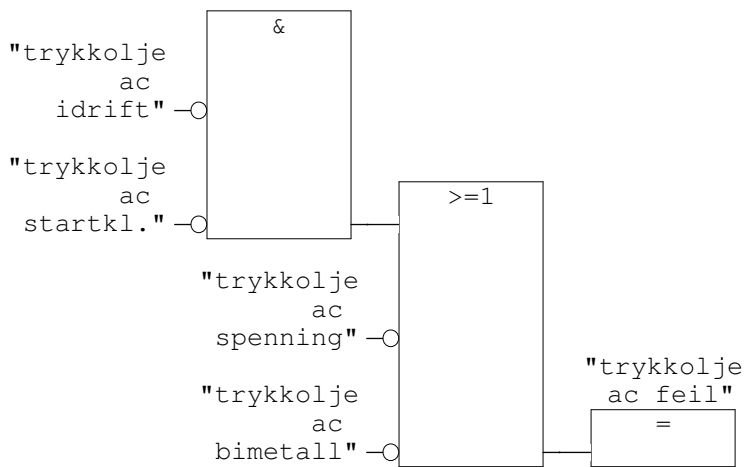 &
"trykkolje
ac
idrift"
"trykkolje
ac
startkl."
>=1
"trykkolje
ac
spenning"
"trykkolje
ac
bimetall"
"trykkolje
ac feil"
=